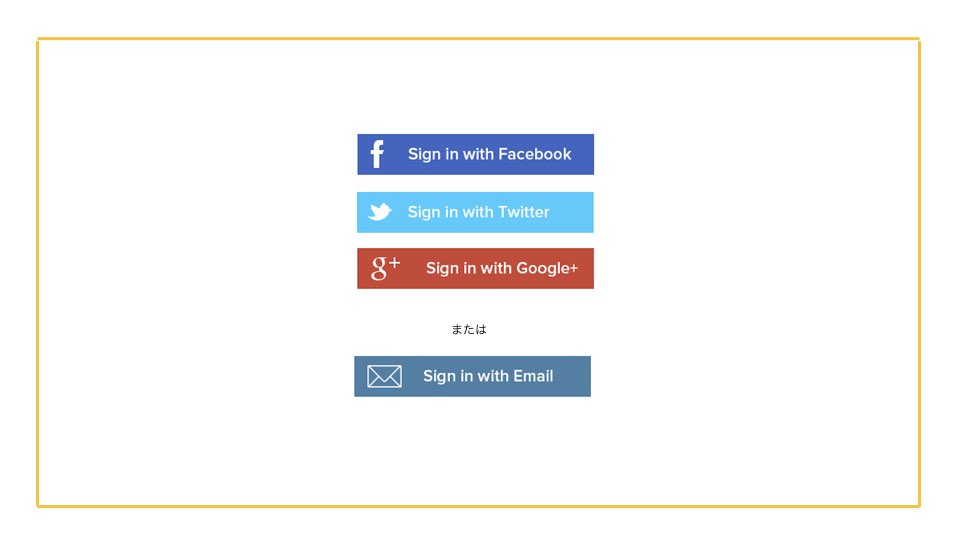 Sign in with Facebook
Sign in with Twitter
g+ Sign in with Google+
または
Sign in with Email